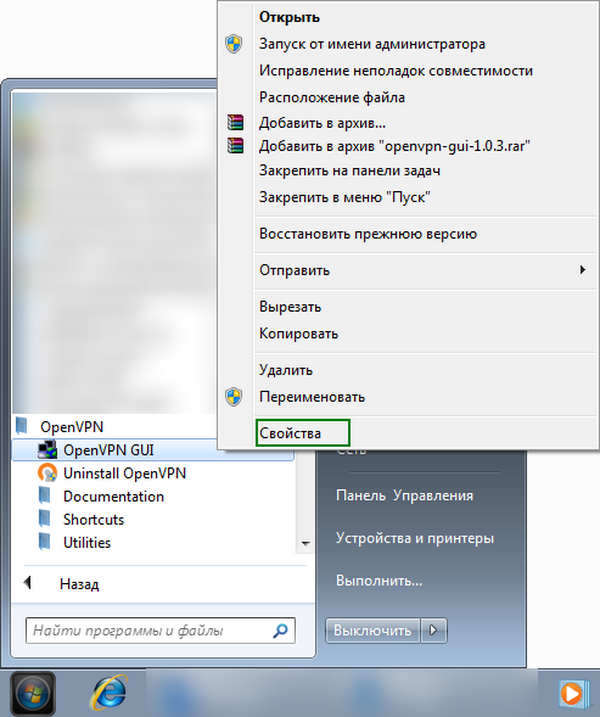 Открыть
Запуск от имени администратора
Исправление неполадок совместимости
Расположение файла
Добавить в архив...
Добавить в архив "openvpn-gui-1.0.3.rar"
Закрепить на панели задач
Закрепить в меню "Пуск"
Восстановить прежнюю версию
Отправить
Вырезать
Копировать
Удалить
Переименовать
Свойства
OpenVPN
OpenVPN GUI
Uninstall OpenVPN
Documentation
Shortcuts
Utilities
Назад
Найти программы и файлы
Сеть
Панель Управления
Устройства и принтеры
Выполнить...
Выключить